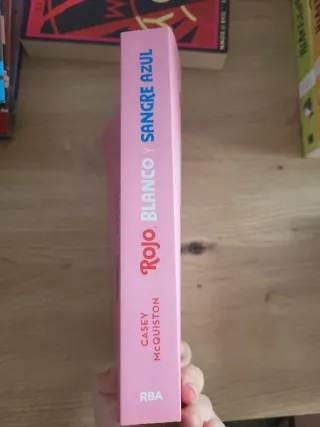 Rojo, BLANCO Y SANGRE AZUL
CASEY
McQUISTON
RBA